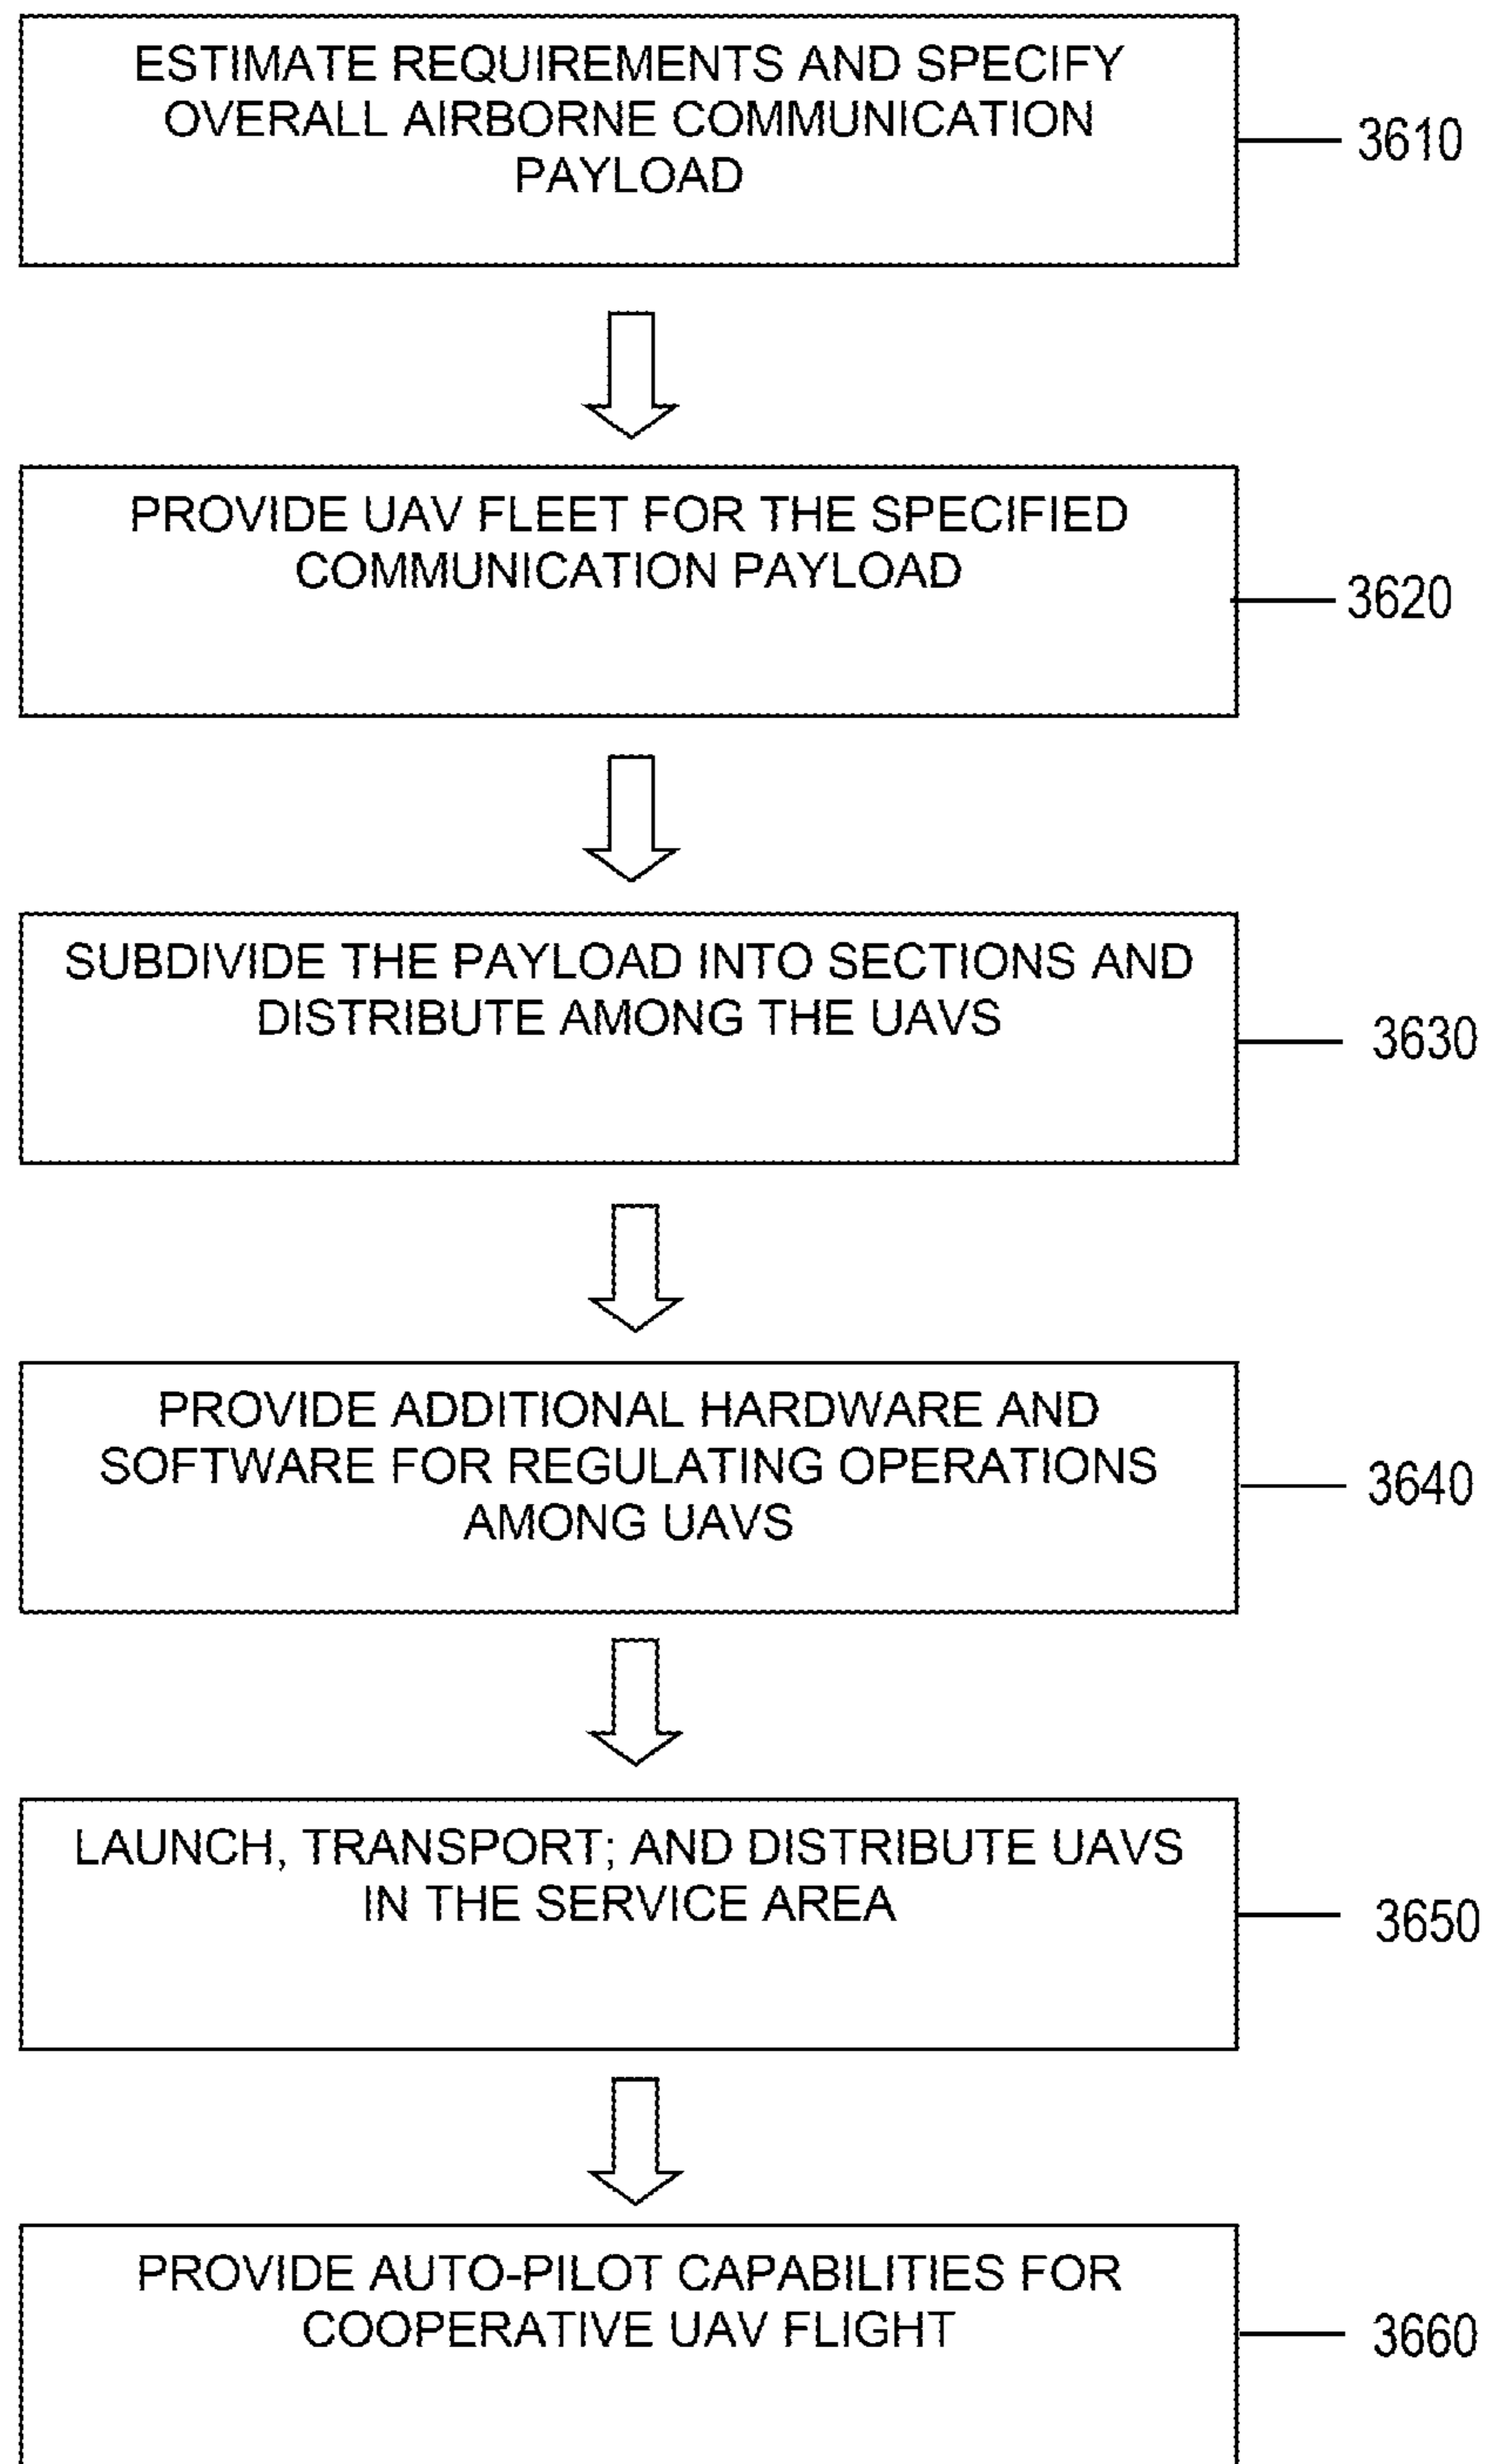 ESTIMATE REQUIREMENTS AND SPECIFY
OVERALL AIRBORNE COMMUNICATION
PAYLOAD
3610
PROVIDE UAV FLEET FOR THE SPECIFIED
COMMUNICATION PAYLOAD
3620
SUBDIVIDE THE PAYLOAD INTO SECTIONS AND
DISTRIBUTE AMONG THE UAVS
3630
PROVIDE ADDITIONAL HARDWARE AND
SOFTWARE FOR REGULATING OPERATIONS
AMONG UAVS
3640
LAUNCH, TRANSPORT; AND DISTRIBUTE UAVS
IN THE SERVICE AREA
3650
PROVIDE AUTO-PILOT CAPABILITIES FOR
COOPERATIVE UAV FLIGHT
3660